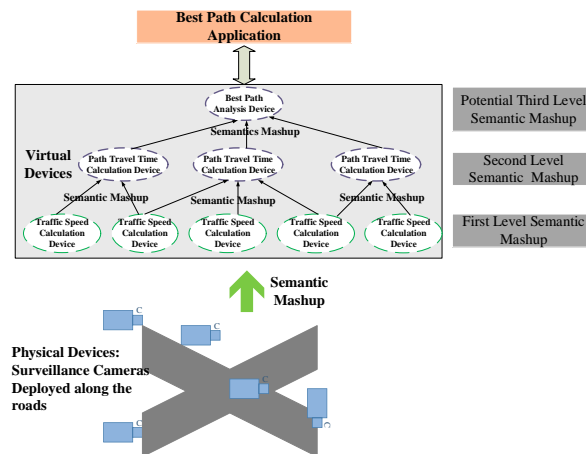 Best Path Calculation
Application
Best Path
Analysis Device
Semantics Mashup
Potential Third Level
Semantic Mashup
Virtual
Devices
Path Travel Time
Calculation Device
Path Travel Time
Calculation Device
Path Travel Time
Calculation Device
Second Level
Semantic Mashup
Semantic Mashup
Semantic Mashup
Semantic Mashup
Traffic Speed
Calculation
Device
Traffic Speed
Calculation
Device
Traffic Speed
Calculation
Device
Traffic Speed
Calculation
Device
Traffic Speed
Calculation
Device
First Level Semantic
Mashup
Semantic
Mashup
C
C
Physical Devices:
Surveillance Cameras
Deployed along the
roads
C
C
C